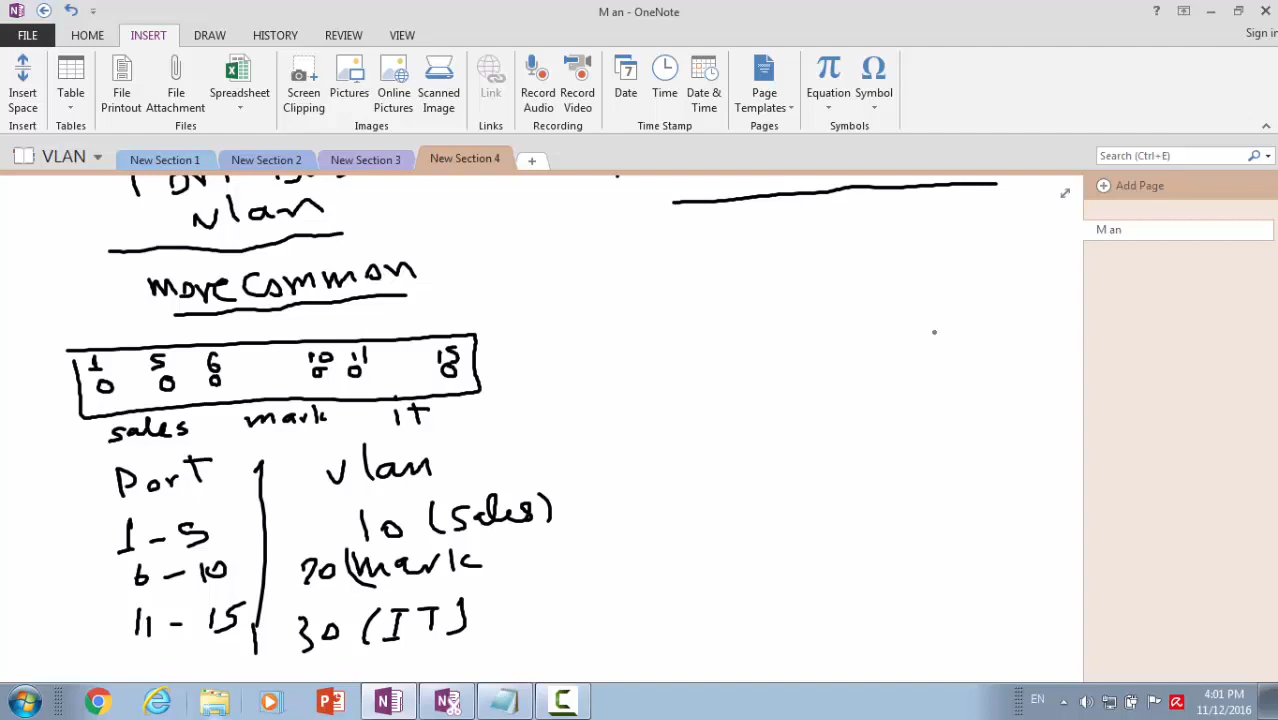 M an - OneNote
Sign in
FILE HOME INSERT DRAW HISTORY REVIEW VIEW
Insert Space
Table
File Printout
File Attachment
Spreadsheet
Screen Clipping
Pictures
Online Pictures
Scanned Image
Link
Record Audio
Record Video
Date
Time
Date & Time
Page Templates
Equation
Symbol
Insert Tables Files Images Links Recording Time Stamp Pages Symbols
VLAN New Section 1 New Section 2 New Section 3 New Section 4
Search (Ctrl+E)
Add Page
M an
vlan
more Common
1 5 6 10 11 15
sales mark IT
Port vlan
1 - 5 10 (sales)
6 - 10 20 (mark
11 - 15 30 (IT)
EN
4:01 PM
11/12/2016